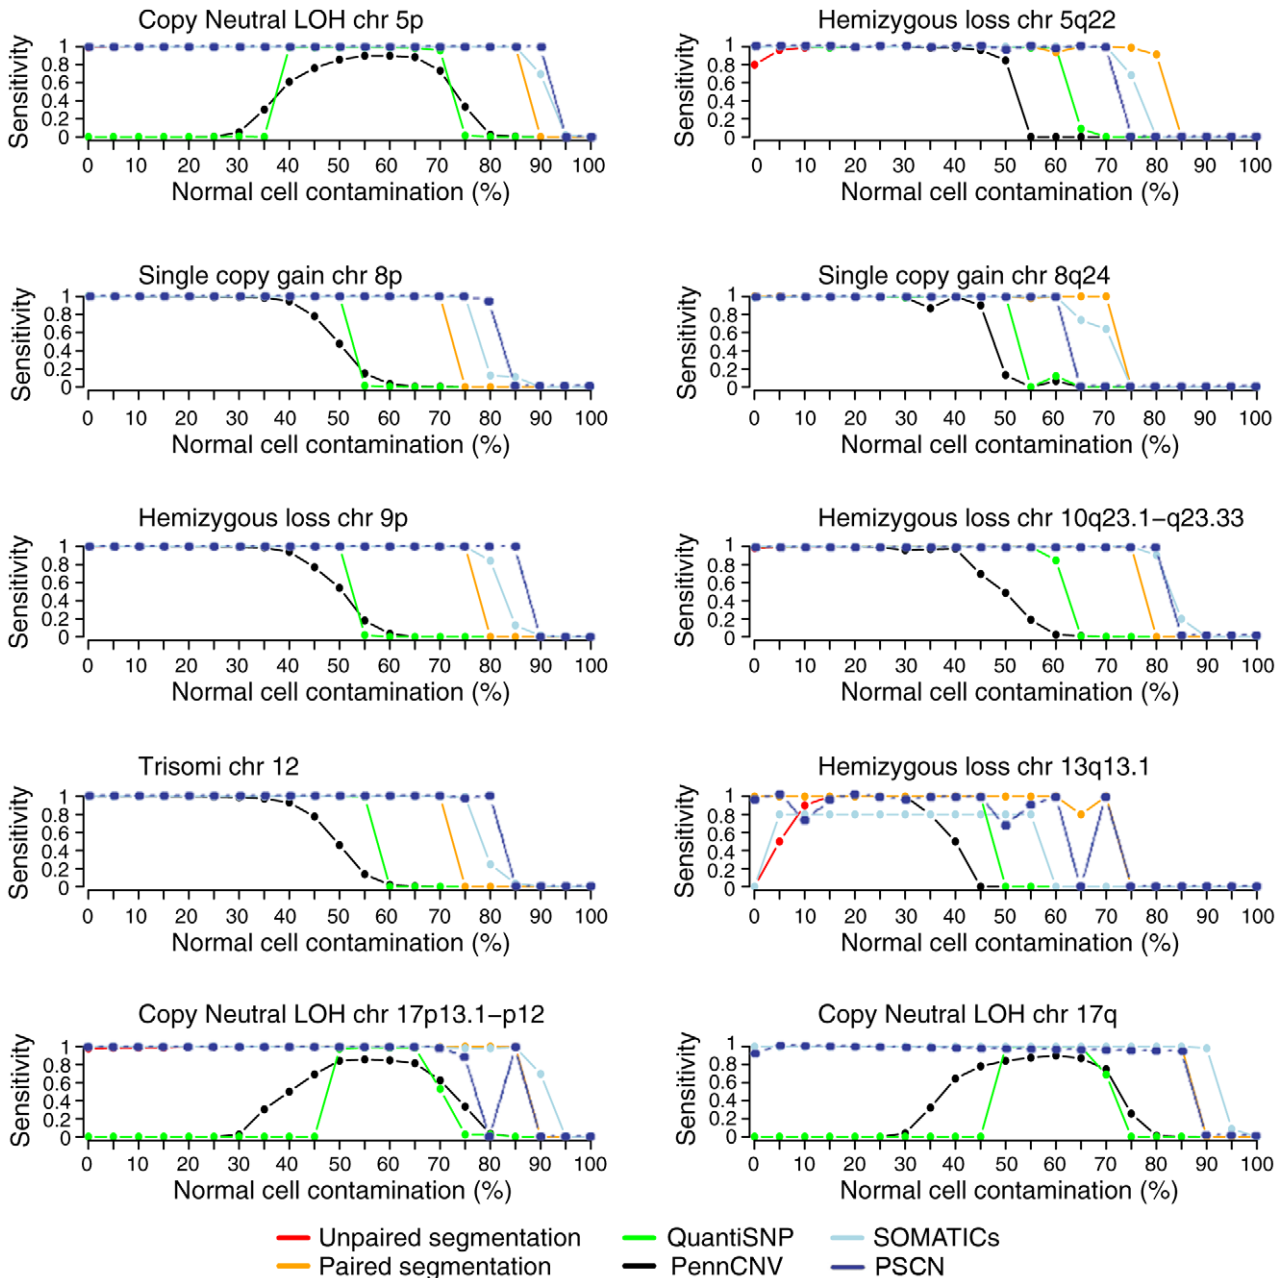 Copy Neutral LOH chr 5p
Sensitivity
1
0.8
0.6
0.4
0.2
0
0 10 20 30 40 50 60 70 80 90 100
Normal cell contamination (%)
Hemizygous loss chr 5q22
Sensitivity
1
0.8
0.6
0.4
0.2
0
0 10 20 30 40 50 60 70 80 90 100
Normal cell contamination (%)
Single copy gain chr 8p
Sensitivity
1
0.8
0.6
0.4
0.2
0
0 10 20 30 40 50 60 70 80 90 100
Normal cell contamination (%)
Single copy gain chr 8q24
Sensitivity
1
0.8
0.6
0.4
0.2
0
0 10 20 30 40 50 60 70 80 90 100
Normal cell contamination (%)
Hemizygous loss chr 9p
Sensitivity
1
0.8
0.6
0.4
0.2
0
0 10 20 30 40 50 60 70 80 90 100
Normal cell contamination (%)
Hemizygous loss chr 10q23.1−q23.33
Sensitivity
1
0.8
0.6
0.4
0.2
0
0 10 20 30 40 50 60 70 80 90 100
Normal cell contamination (%)
Trisomi chr 12
Sensitivity
1
0.8
0.6
0.4
0.2
0
0 10 20 30 40 50 60 70 80 90 100
Normal cell contamination (%)
Hemizygous loss chr 13q13.1
Sensitivity
1
0.8
0.6
0.4
0.2
0
0 10 20 30 40 50 60 70 80 90 100
Normal cell contamination (%)
Copy Neutral LOH chr 17p13.1−p12
Sensitivity
1
0.8
0.6
0.4
0.2
0
0 10 20 30 40 50 60 70 80 90 100
Normal cell contamination (%)
Copy Neutral LOH chr 17q
Sensitivity
1
0.8
0.6
0.4
0.2
0
0 10 20 30 40 50 60 70 80 90 100
Normal cell contamination (%)
Unpaired segmentation QuantiSNP SOMATICs
Paired segmentation PennCNV PSCN